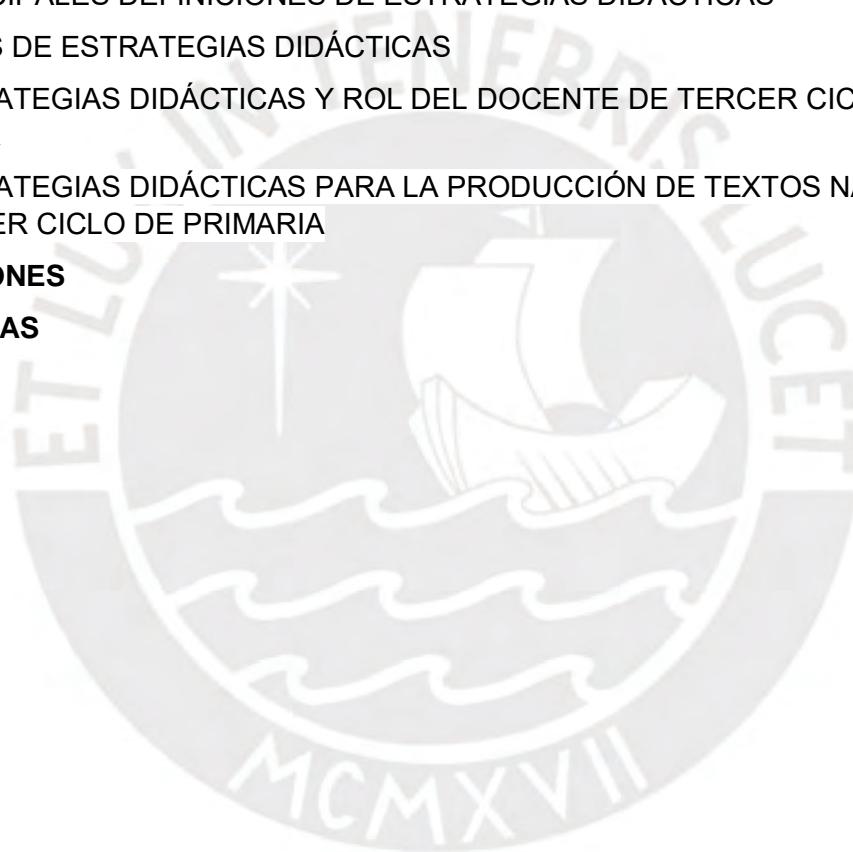 S DE ESTRATEGIAS DIDÁCTICAS
ATEGIAS DIDÁCTICAS Y ROL DEL DOCENTE DE TERCER CIC
ATEGIAS DIDÁCTICAS PARA LA PRODUCCIÓN DE TEXTOS NA
ER CICLO DE PRIMARIA
ONES
AS
ET LUX IN TENEBRIS LUCET
MCMXVII